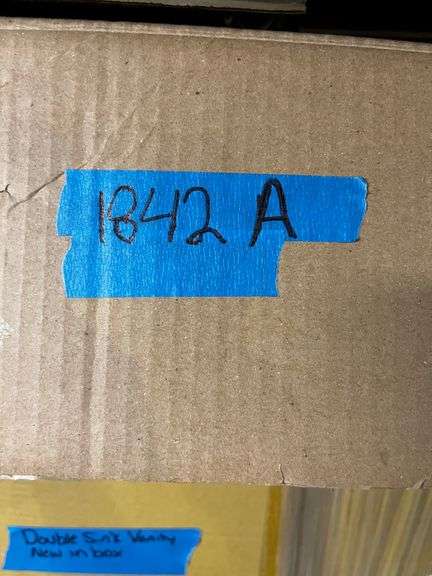 1842 A
Double Sink Vanity
New in box